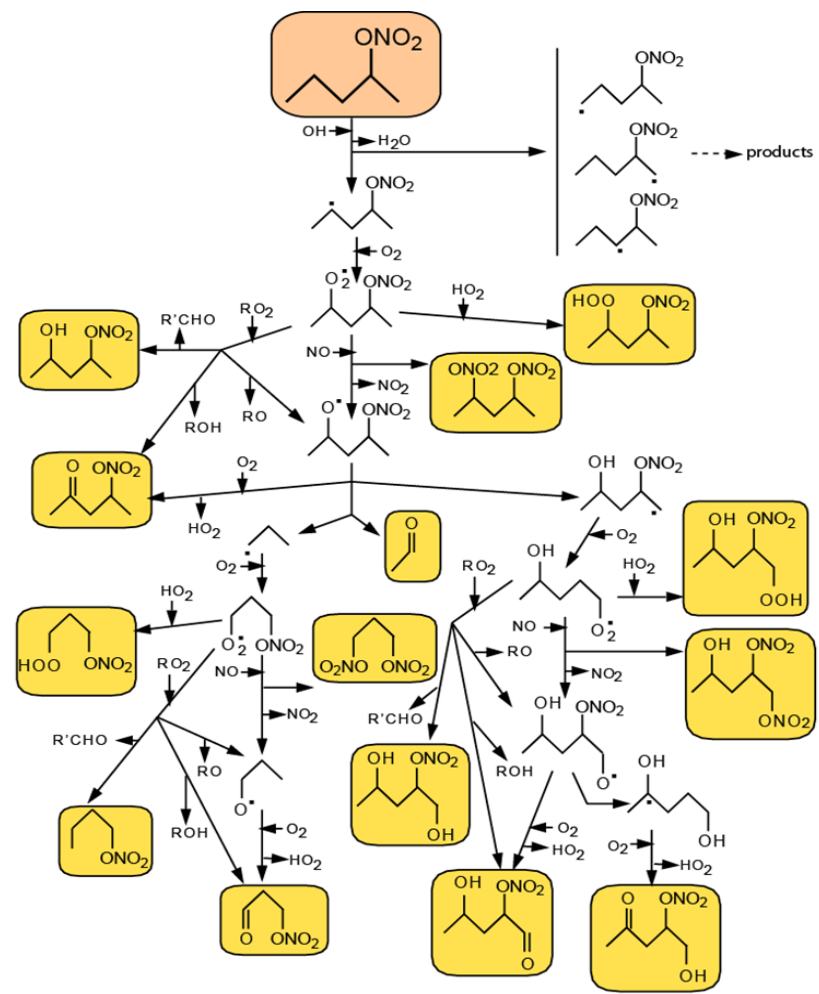 ONO2
OH
H2O
ONO2
ONO2
ONO2
products
ONO2
O2
O2 ONO2
HO2
HOO ONO2
R'CHO
RO2
OH ONO2
NO
NO2
ONO2 ONO2
ROH
RO
O ONO2
O ONO2
O2
HO2
OH ONO2
O
O2
O2
OH
RO2
HO2
OH ONO2
OOH
HO2
HOO ONO2
O2 ONO2
O2NO ONO2
O2
NO
RO
NO2
OH ONO2
ONO2
RO2
NO
NO2
R'CHO
RO
ROH
R'CHO
ROH
OH ONO2
O
OH ONO2
OH
OH
OH
ONO2
O
O2
HO2
O2
HO2
O2
HO2
O ONO2
OH ONO2
O
O ONO2
OH